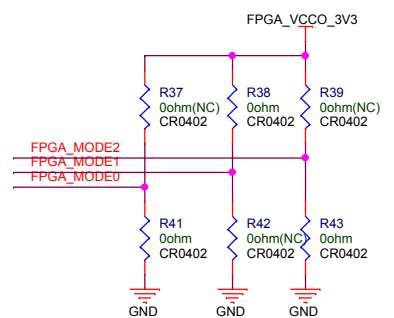 FPGA_VCCO_3V3
R37
0ohm(NC)
CR0402
R38
0ohm
CR0402
R39
0ohm(NC)
CR0402
FPGA_MODE2
FPGA_MODE1
FPGA_MODE0
R41
0ohm
CR0402
R42
0ohm(NC)
CR0402
R43
0ohm
CR0402
GND
GND
GND